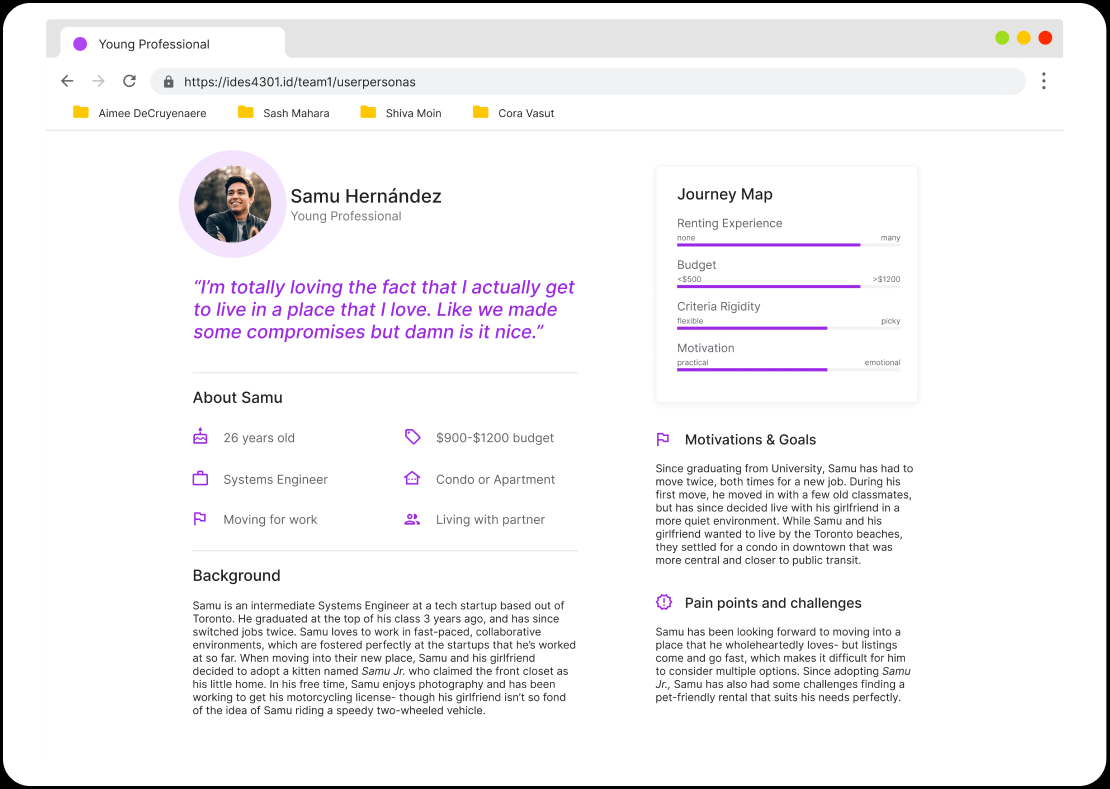 Young Professional
https://ides4301.id/team1/userpersonas
Aimee DeCruyenaere
Sash Mahara
Shiva Moin
Cora Vasut
Samu Hernández
Young Professional
“I’m totally loving the fact that I actually get
to live in a place that I love. Like we made
some compromises but damn is it nice.”
About Samu
26 years old
$900-$1200 budget
Systems Engineer
Condo or Apartment
Moving for work
Living with partner
Background
Samu is an intermediate Systems Engineer at a tech startup based out of
Toronto. He graduated at the top of his class 3 years ago, and has since
switched jobs twice. Samu loves to work in fast-paced, collaborative
environments, which are fostered perfectly at the startups that he’s worked
at so far. When moving into their new place, Samu and his girlfriend
decided to adopt a kitten named Samu Jr. who claimed the front closet as
his little home. In his free time, Samu enjoys photography and has been
working to get his motorcycling license- though his girlfriend isn’t so fond
of the idea of Samu riding a speedy two-wheeled vehicle.
Journey Map
Renting Experience
none many
Budget
<$500 >$1200
Criteria Rigidity
flexible picky
Motivation
practical emotional
Motivations & Goals
Since graduating from University, Samu has had to
move twice, both times for a new job. During his
first move, he moved in with a few old classmates,
but has since decided live with his girlfriend in a
more quiet environment. While Samu and his
girlfriend wanted to live by the Toronto beaches,
they settled for a condo in downtown that was
more central and closer to public transit.
Pain points and challenges
Samu has been looking forward to moving into a
place that he wholeheartedly loves- but listings
come and go fast, which makes it difficult for him
to consider multiple options. Since adopting Samu
Jr., Samu has also had some challenges finding a
pet-friendly rental that suits his needs perfectly.